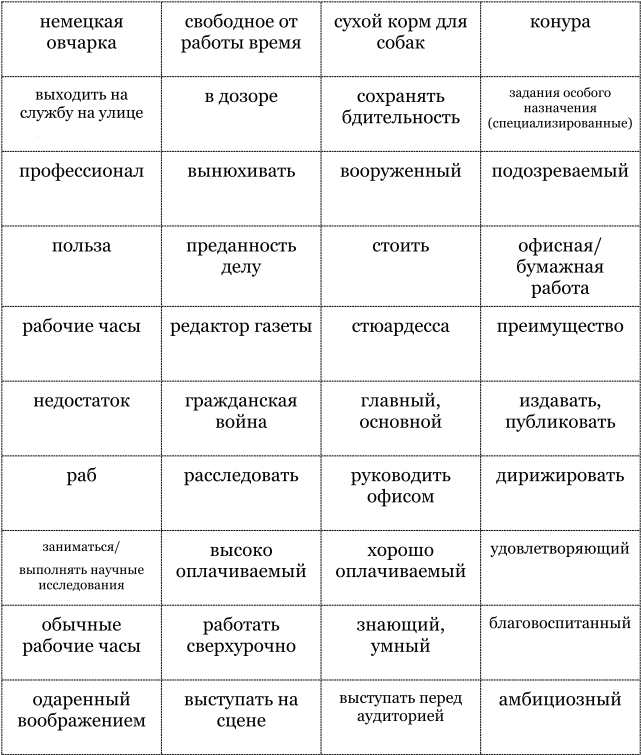 немецкая
овчарка
свободное от
работы время
сухой корм для
собак
конура
выходить на
службу на улице
в дозоре
сохранять
бдительность
задания особого
назначения
(специализированные)
профессионал
вынюхивать
вооруженный
подозреваемый
польза
преданность
делу
стоить
офисная/
бумажная
работа
рабочие часы
редактор газеты
стюардесса
преимущество
недостаток
гражданская
война
главный,
основной
издавать,
публиковать
раб
расследовать
руководить
офисом
дирижировать
заниматься/
выполнять научные
исследования
высоко
оплачиваемый
хорошо
оплачиваемый
удовлетворяющий
обычные
рабочие часы
работать
сверхурочно
знающий,
умный
благовоспитанный
одаренный
воображением
выступать на
сцене
выступать перед
аудиторией
амбициозный